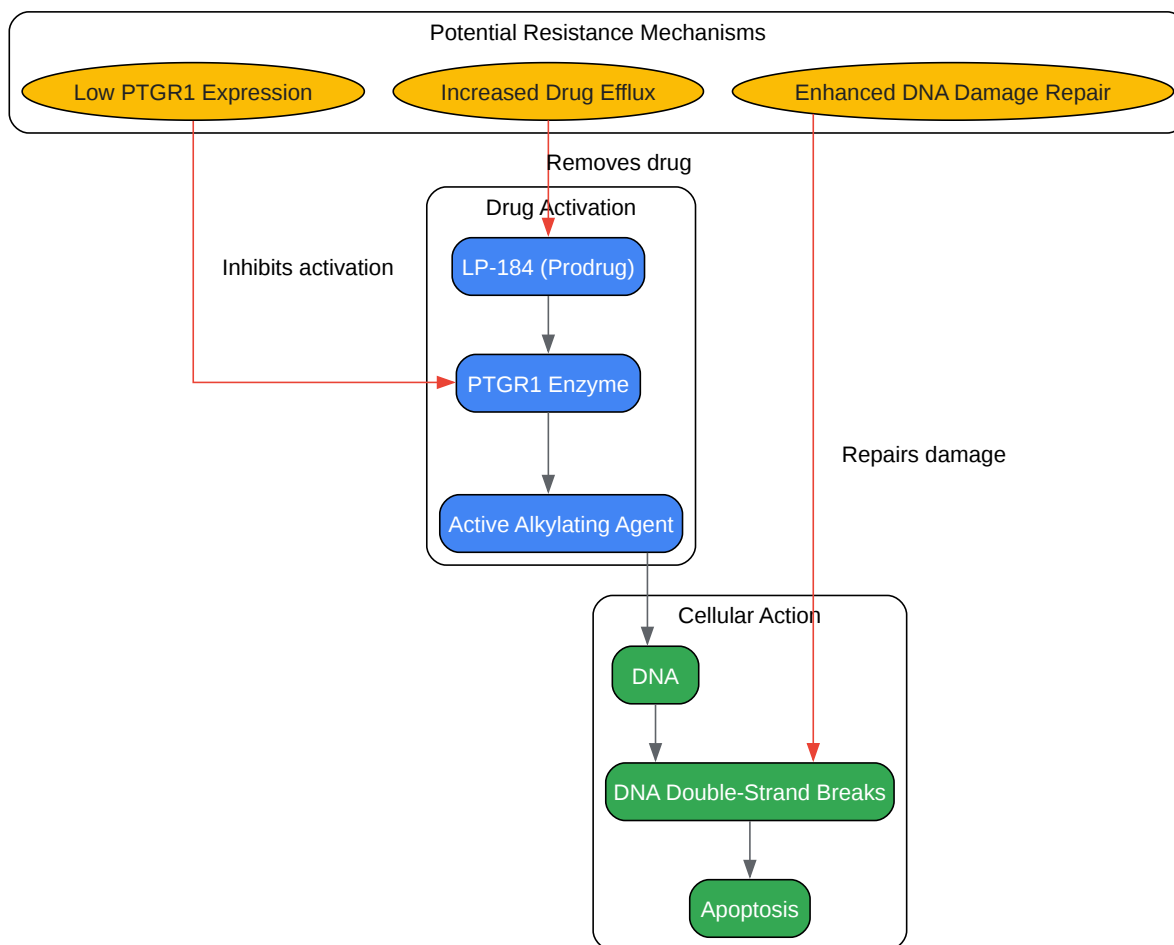 Potential Resistance Mechanisms
Low PTGR1 Expression
Increased Drug Efflux
Enhanced DNA Damage Repair
Removes drug
Drug Activation
LP-184 (Prodrug)
Inhibits activation
PTGR1 Enzyme
Repairs damage
Active Alkylating Agent
Cellular Action
DNA
DNA Double-Strand Breaks
Apoptosis